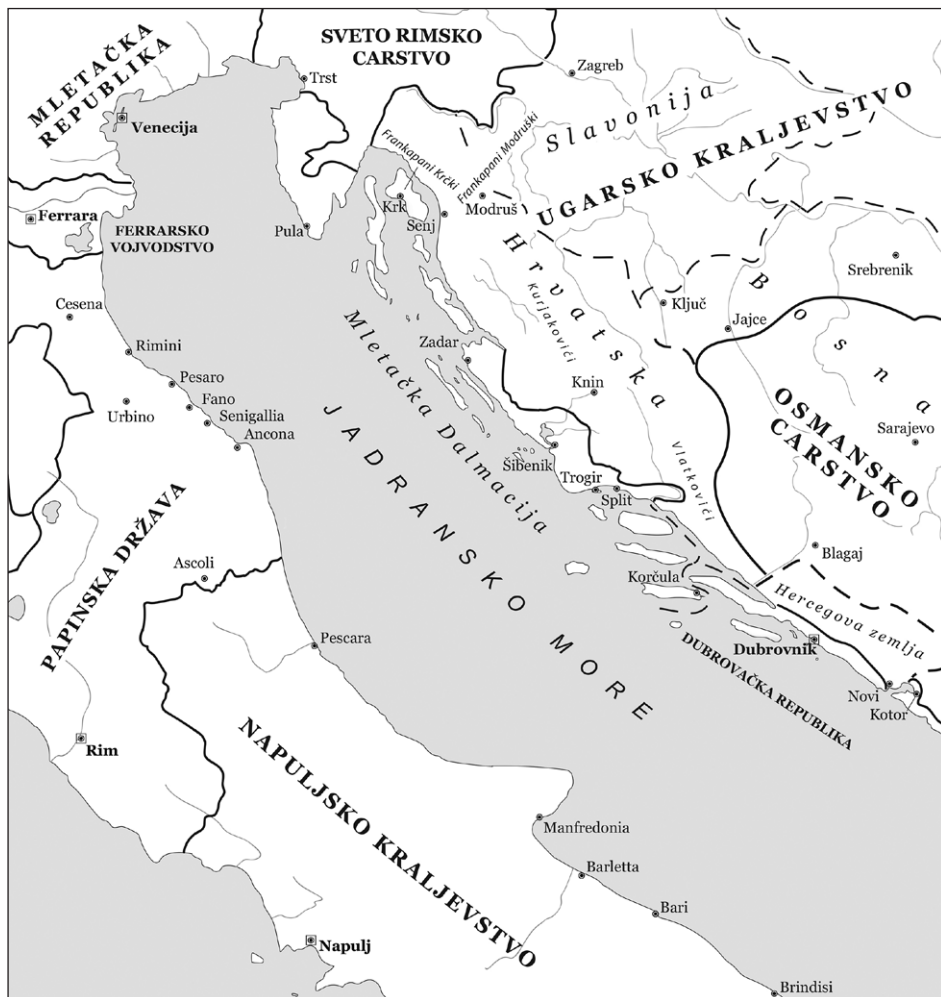 MLETAČKA
REPUBLIKA
SVETO RIMSKO
CARSTVO
Trst
Zagreb
Venecija
Slavonija
UGARSKO KRALJEVSTVO
Frankapani Krčki
Frankapani Modruški
Ferrara
Krk
Modruš
Senj
Pula
FERRARSKO
VOJVODSTVO
Hrvatska
Kurjakovići
Srebrenik
Cesena
Ključ
Jajce
Bosna
Rimini
Zadar
Mletačka Dalmacija
Pesaro
Urbino
Fano
Senigallia
Ancona
Knin
OSMANSKO
CARSTVO
Sarajevo
JADRANSKO MORE
Šibenik
Trogir
Split
Vlatkovići
PAPINSKA DRŽAVA
Ascoli
Blagaj
Korčula
Hercegova zemlja
Pescara
Dubrovnik
DUBROVAČKA REPUBLIKA
Novi
Kotor
Rim
NAPULJSKO KRALJEVSTVO
Manfredonia
Barletta
Bari
Napulj
Brindisi